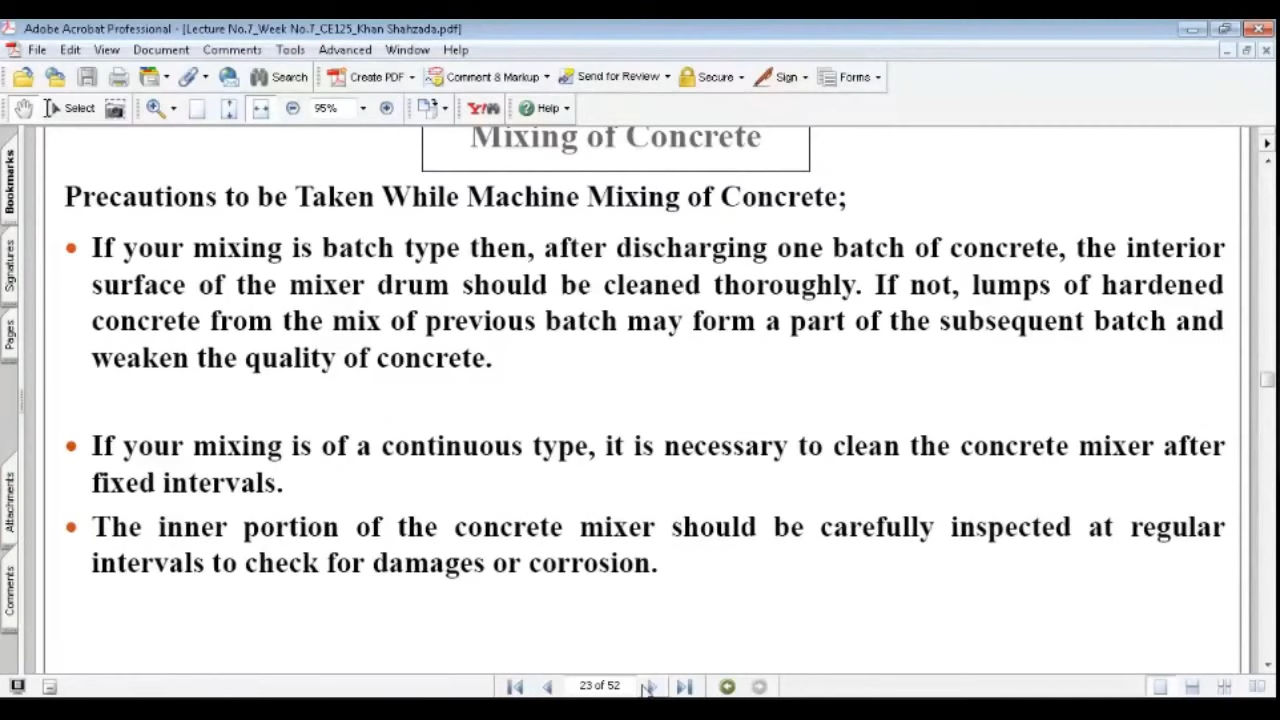 Adobe Acrobat Professional - [Lecture No.7_Week No.7_CE125_Khan Shahzada.pdf]
File Edit View Document Comments Tools Advanced Window Help
Search Create PDF Comment & Markup Send for Review Secure Sign Forms
Select 95% Y! Help
Bookmarks
Signatures
Pages
Attachments
Comments
Mixing of Concrete
Precautions to be Taken While Machine Mixing of Concrete;
• If your mixing is batch type then, after discharging one batch of concrete, the interior
surface of the mixer drum should be cleaned thoroughly. If not, lumps of hardened
concrete from the mix of previous batch may form a part of the subsequent batch and
weaken the quality of concrete.
• If your mixing is of a continuous type, it is necessary to clean the concrete mixer after
fixed intervals.
• The inner portion of the concrete mixer should be carefully inspected at regular
intervals to check for damages or corrosion.
23 of 52